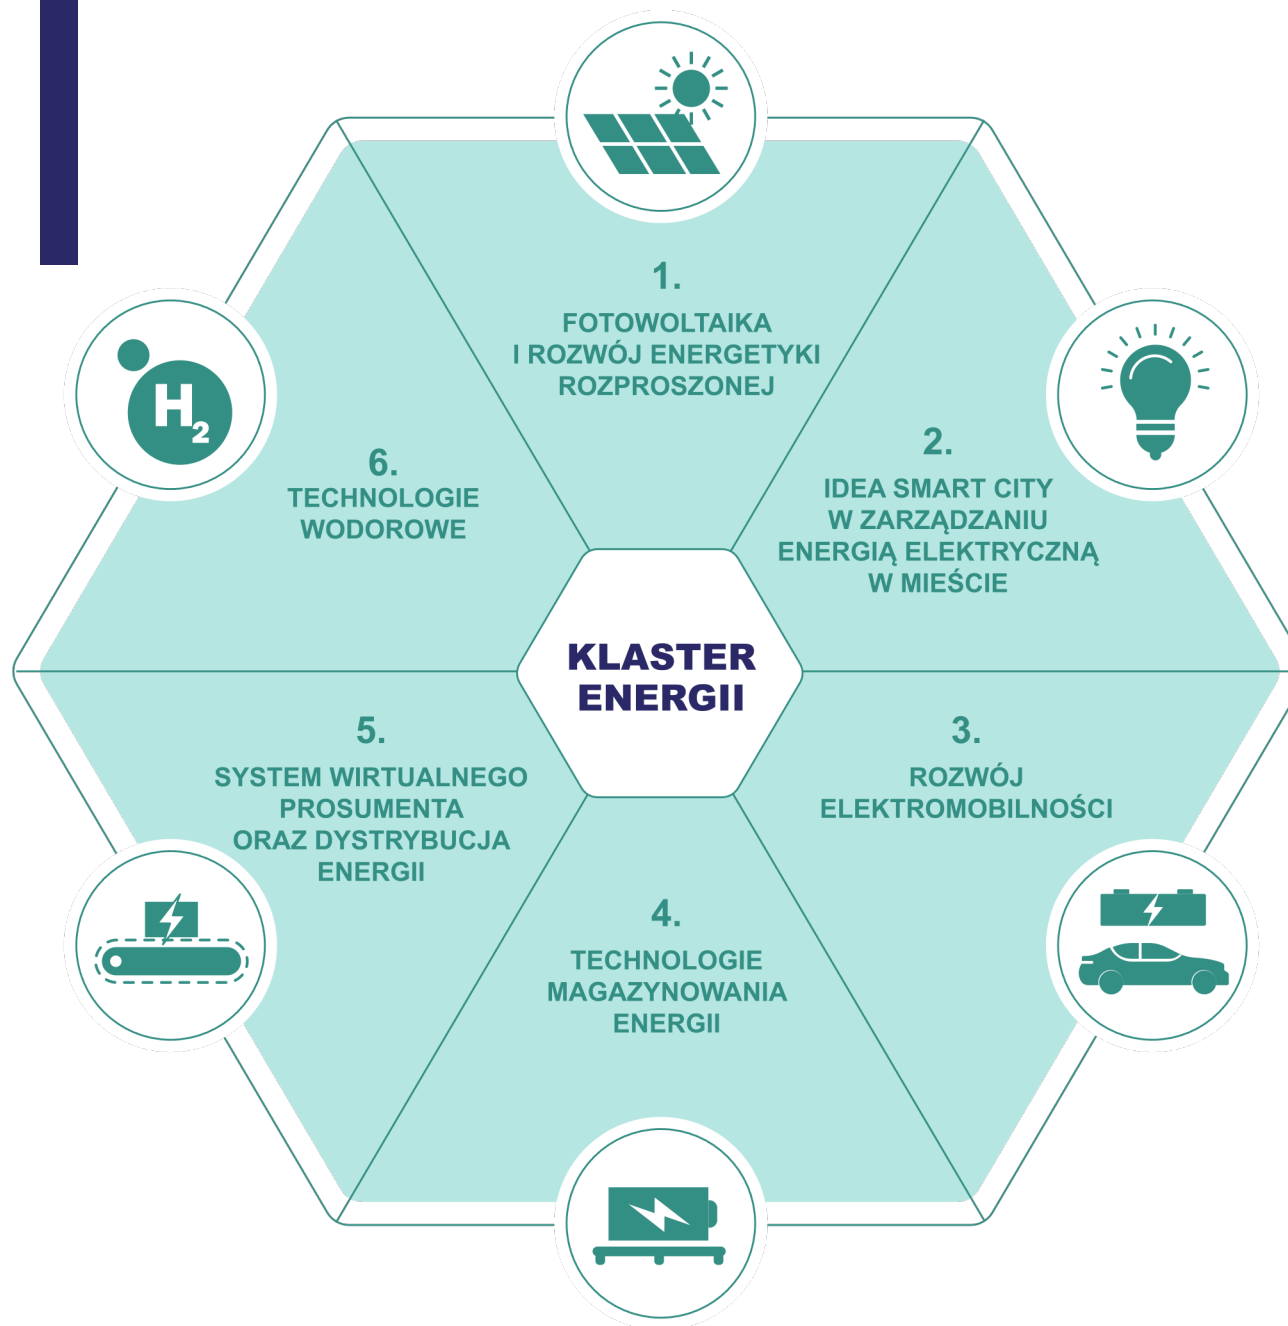 1.
FOTOWOLTAIKA
I ROZWÓJ ENERGETYKI
ROZPROSZONEJ
2.
IDEA SMART CITY
W ZARZĄDZANIU
ENERGIĄ ELEKTRYCZNĄ
W MIEŚCIE
3.
ROZWÓJ
ELEKTROMOBILNOŚCI
4.
TECHNOLOGIE
MAGAZYNOWANIA
ENERGII
5.
SYSTEM WIRTUALNEGO
PROSUMENTA
ORAZ DYSTRYBUCJA
ENERGII
6.
TECHNOLOGIE
WODOROWE
H₂
KLASTER
ENERGII